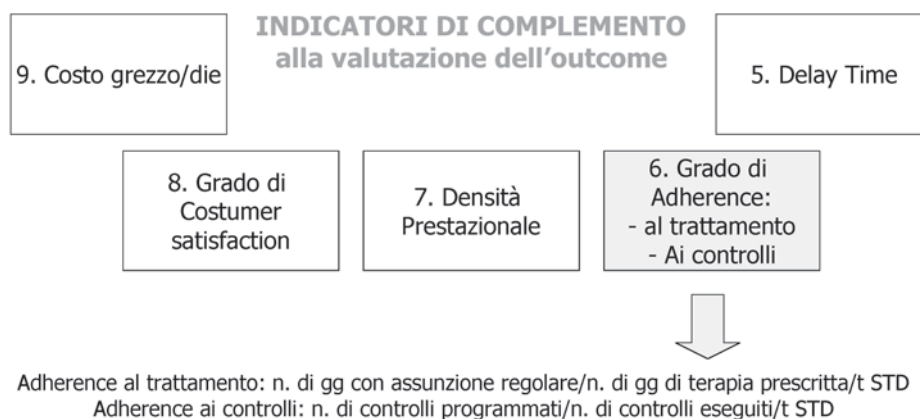 INDICATORI DI COMPLEMENTO
alla valutazione dell'outcome
9. Costo grezzo/die
5. Delay Time
8. Grado di
Costumer
satisfaction
7. Densità
Prestazionale
6. Grado di
Adherence:
- al trattamento
- Ai controlli
Adherence al trattamento: n. di gg con assunzione regolare/n. di gg di terapia prescritta/t STD
Adherence ai controlli: n. di controlli programmati/n. di controlli eseguiti/t STD